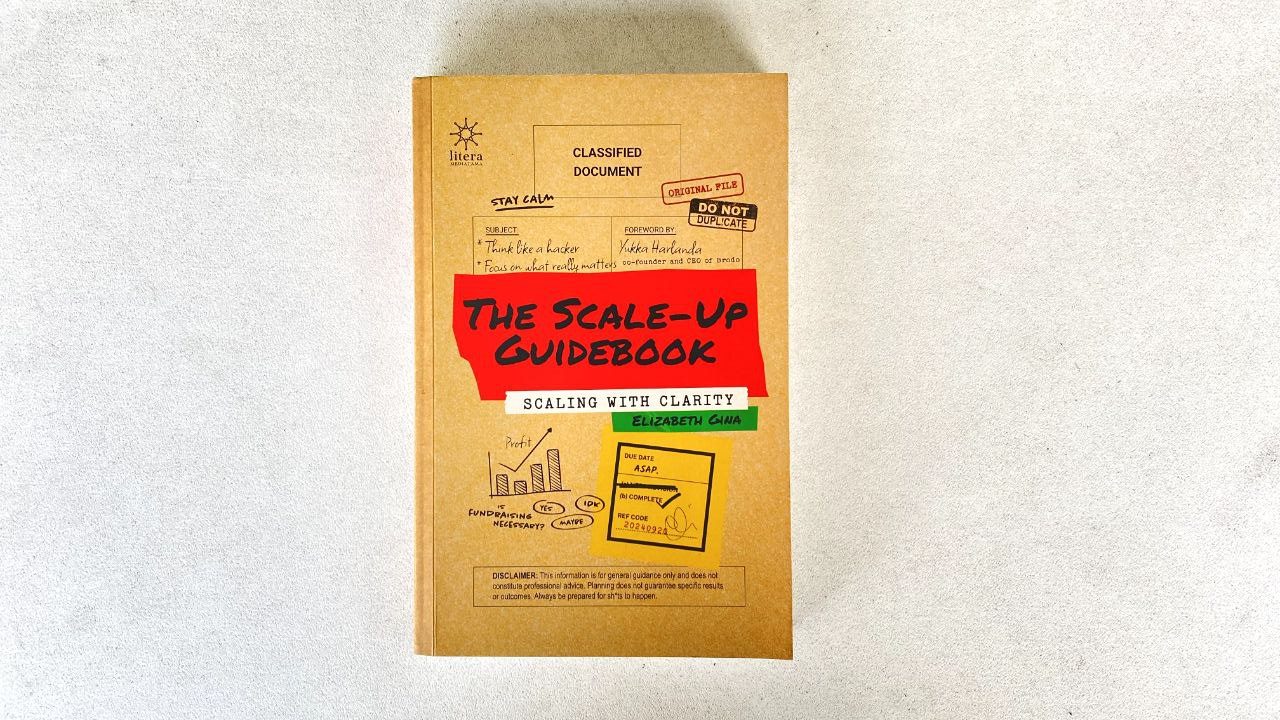 litera
MEDIATAMA
CLASSIFIED
DOCUMENT
ORIGINAL FILE
DO NOT
DUPL!CATE
STAY CALM
SUBJECT:
* Think like a hacker
* Focus on what really matters
FOREWORD BY:
Yukka Harlanda
co-founder and CEO of Brodo
THE SCALE-UP
GUIDEBOOK
SCALING WITH CLARITY
ELIZABETH GINA
Profit
IS
FUNDRAISING
NECESSARY?
YES
IDK
MAYBE
DUE DATE
ASAP.
(b) COMPLETE
REF CODE
20240921
DISCLAIMER: This information is for general guidance only and does not
constitute professional advice. Planning does not guarantee specific results
or outcomes. Always be prepared for sh*ts to happen.